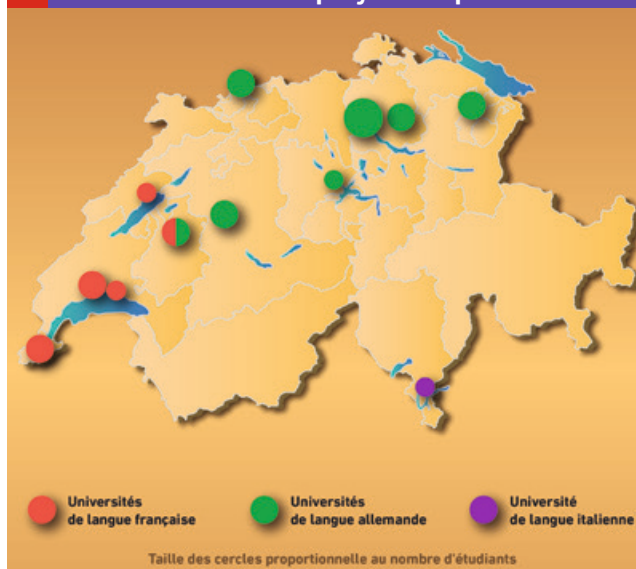 Universités
de langue française
Universités
de langue allemande
Université
de langue italienne
Taille des cercles proportionnelle au nombre d'étudiants